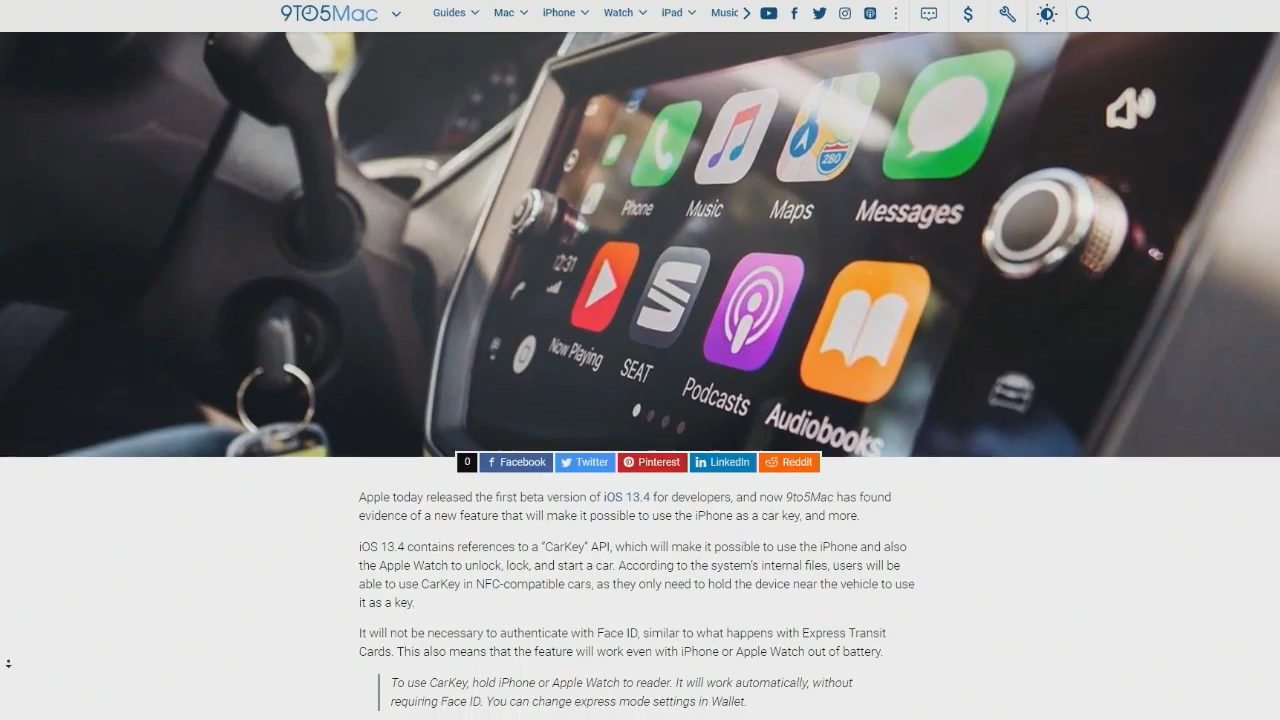 9TO5Mac
Guides Mac iPhone Watch iPad Music
$
280
Phone Music Maps Messages
12:31
Now Playing SEAT Podcasts Audiobooks
0 Facebook Twitter Pinterest LinkedIn Reddit
Apple today released the first beta version of iOS 13.4 for developers, and now 9to5Mac has found
evidence of a new feature that will make it possible to use the iPhone as a car key, and more.
iOS 13.4 contains references to a “CarKey” API, which will make it possible to use the iPhone and also
the Apple Watch to unlock, lock, and start a car. According to the system’s internal files, users will be
able to use CarKey in NFC-compatible cars, as they only need to hold the device near the vehicle to use
it as a key.
It will not be necessary to authenticate with Face ID, similar to what happens with Express Transit
Cards. This also means that the feature will work even with iPhone or Apple Watch out of battery.
To use CarKey, hold iPhone or Apple Watch to reader. It will work automatically, without
requiring Face ID. You can change express mode settings in Wallet.